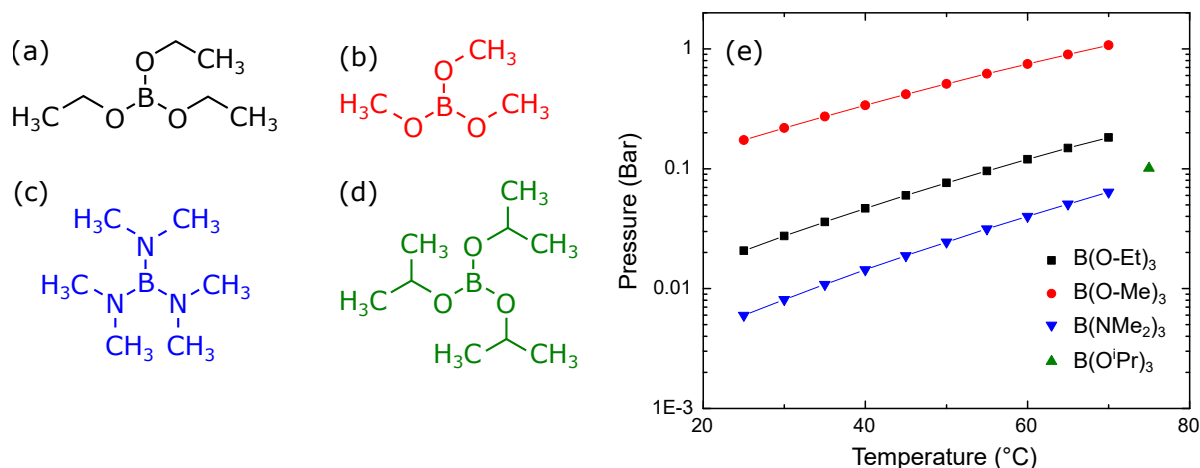 (a)
O
CH₃
B
H₃C
O
O
CH₃
(b)
O
CH₃
H₃C
B
CH₃
O
O
(c)
H₃C
CH₃
N
H₃C
B
CH₃
N
N
CH₃
CH₃
(d)
CH₃
CH₃
O
CH₃
B
H₃C
O
O
H₃C
CH₃
(e)
1
0.1
0.01
1E-3
Pressure (Bar)
B(O-Et)₃
B(O-Me)₃
B(NMe₂)₃
B(OⁱPr)₃
20
40
60
80
Temperature (°C)